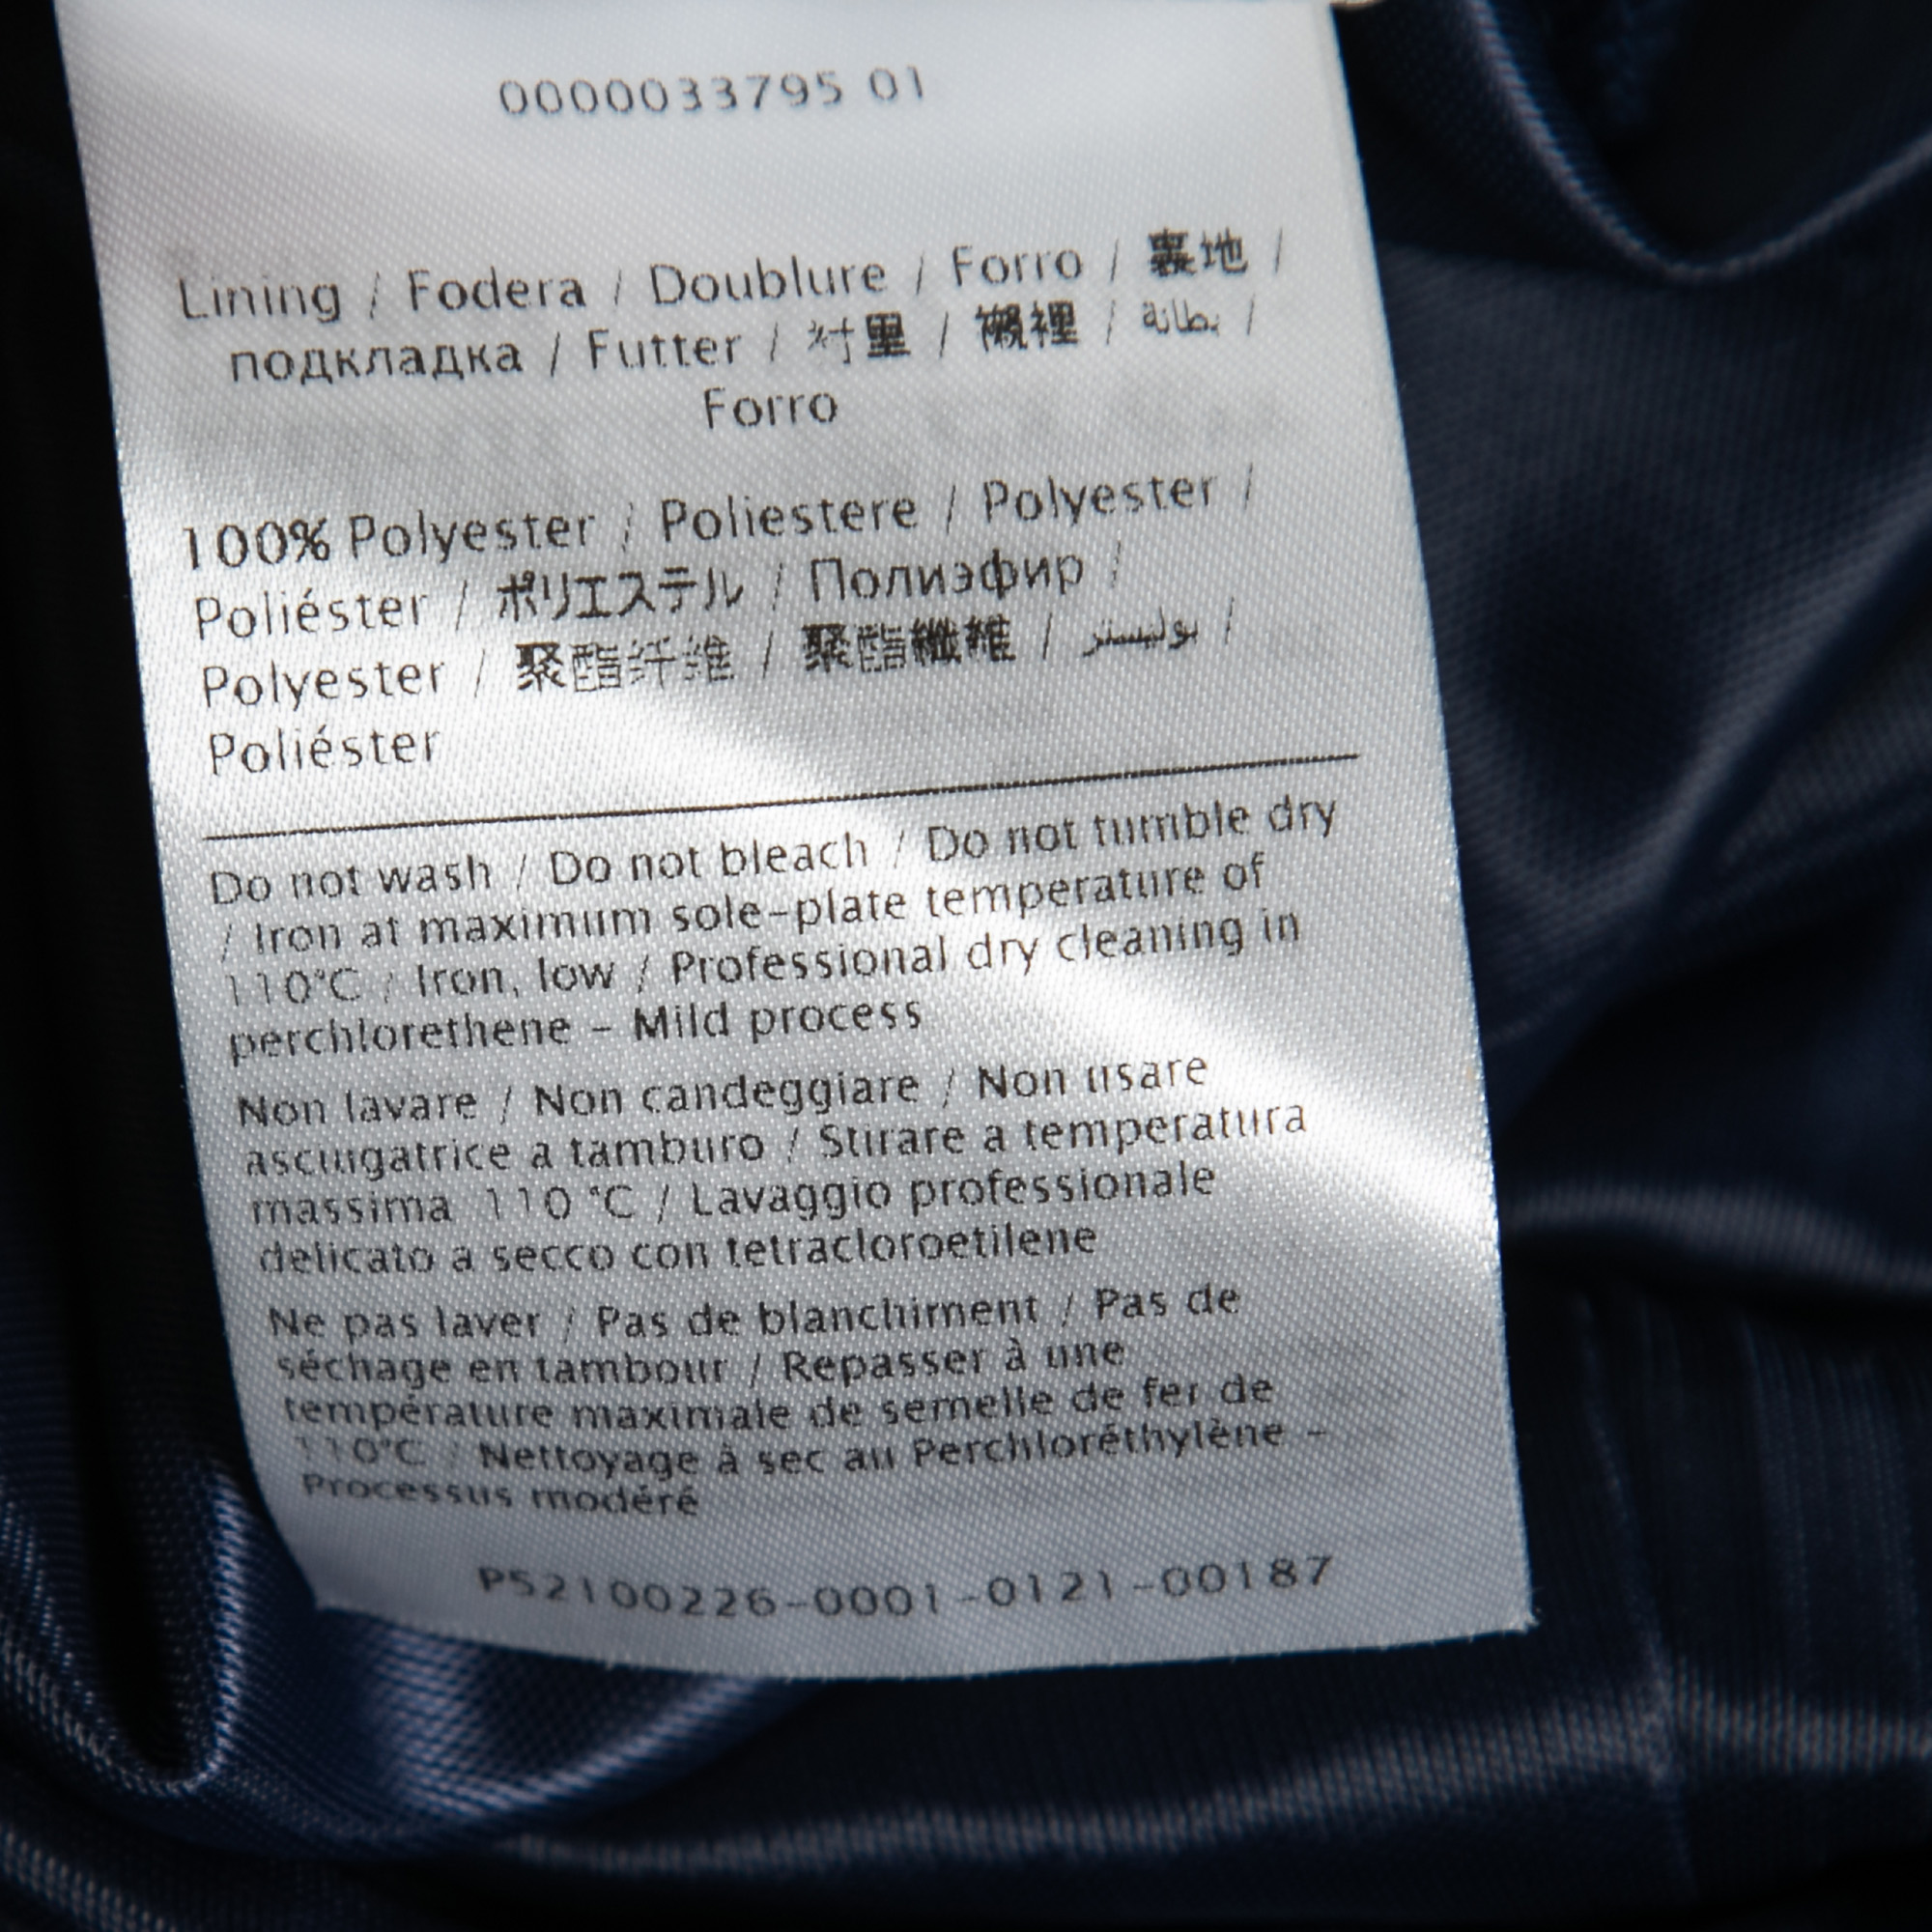 0000033795 01
Lining / Fodera / Doublure / Forro / 裏地 /
подкладка / Futter / 衬里 / 襯裡 / بطانة /
Forro
100% Polyester / Poliestere / Polyester /
Poliéster / ポリエステル / Полиэфир /
Polyester / 聚酯纤维 / 聚酯纖維 / بوليستر /
Poliéster
Do not wash / Do not bleach / Do not tumble dry
/ Iron at maximum sole-plate temperature of
110°C / Iron, low / Professional dry cleaning in
perchlorethene - Mild process
Non lavare / Non candeggiare / Non usare
asciugatrice a tamburo / Stirare a temperatura
massima 110 °C / Lavaggio professionale
delicato a secco con tetracloroetilene
Ne pas laver / Pas de blanchiment / Pas de
séchage en tambour / Repasser à une
température maximale de semelle de fer de
110°C / Nettoyage à sec au Perchloréthylène -
Processus modéré
PS2100226-0001-0121-00187